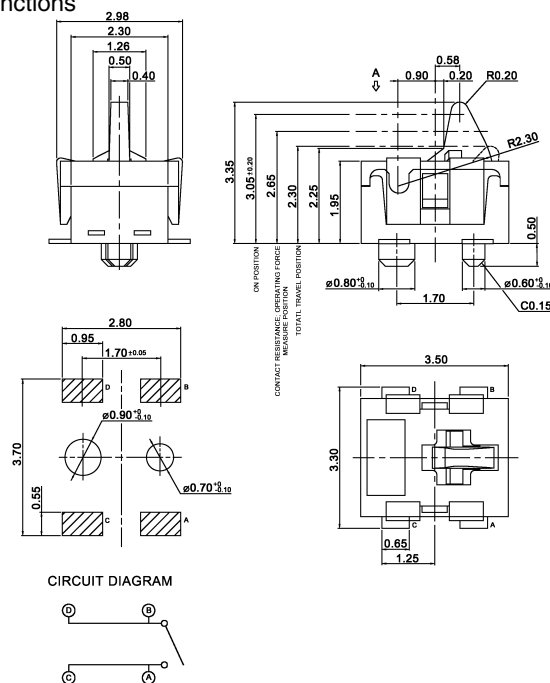 nctions
2.98
2.30
1.26
0.50
0.40
0.58
A
0.90
0.20
R0.20
R2.30
3.35
3.05±0.20
2.65
2.30
2.25
1.95
0.50
ON POSITION
CONTACT RESISTANCE, OPERATING FORCE
MEASURE POSITION
TOTATL TRAVEL POSITION
ø0.80+0 -0.10
ø0.60+0 -0.10
1.70
C0.15
2.80
0.95
1.70±0.05
D
B
ø0.90+0 -0.10
3.70
ø0.70+0 -0.10
0.55
C
A
3.50
D
B
3.30
C
A
0.65
1.25
CIRCUIT DIAGRAM
D
B
C
A